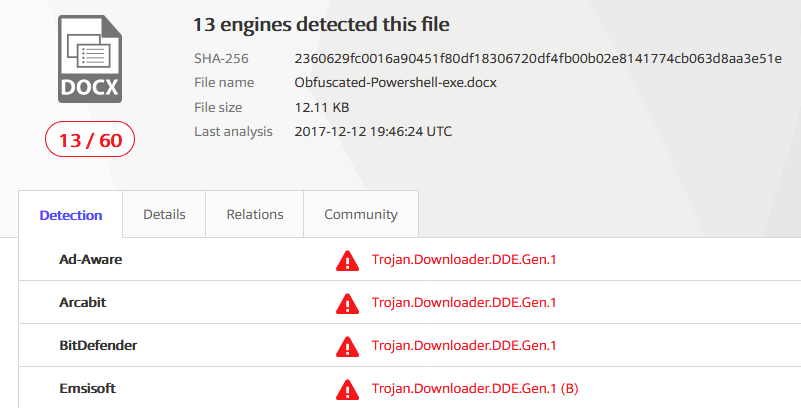 13 engines detected this file
SHA-256 2360629fc0016a90451f80df18306720df4fb00b02e8141774cb063d8aa3e51e
File name Obfuscated-Powershell-exe.docx
File size 12.11 KB
Last analysis 2017-12-12 19:46:24 UTC
DOCX
13 / 60
Detection Details Relations Community
Ad-Aware Trojan.Downloader.DDE.Gen.1
Arcabit Trojan.Downloader.DDE.Gen.1
BitDefender Trojan.Downloader.DDE.Gen.1
Emsisoft Trojan.Downloader.DDE.Gen.1 (B)